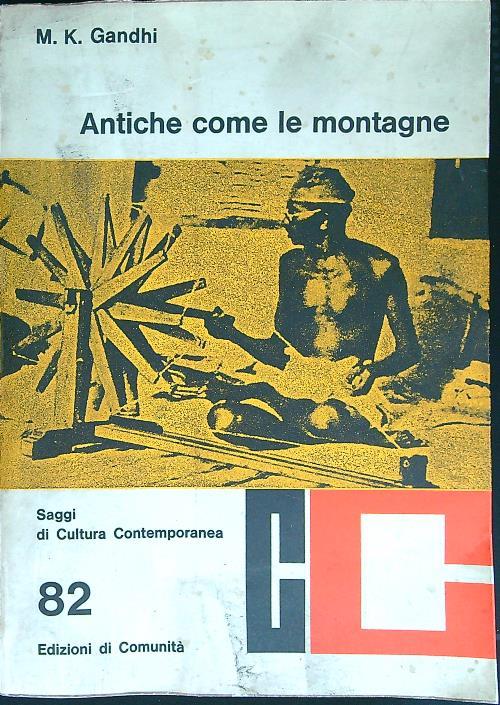 M. K. Gandhi
Antiche come le montagne
Saggi
di Cultura Contemporanea
82
Edizioni di Comunità